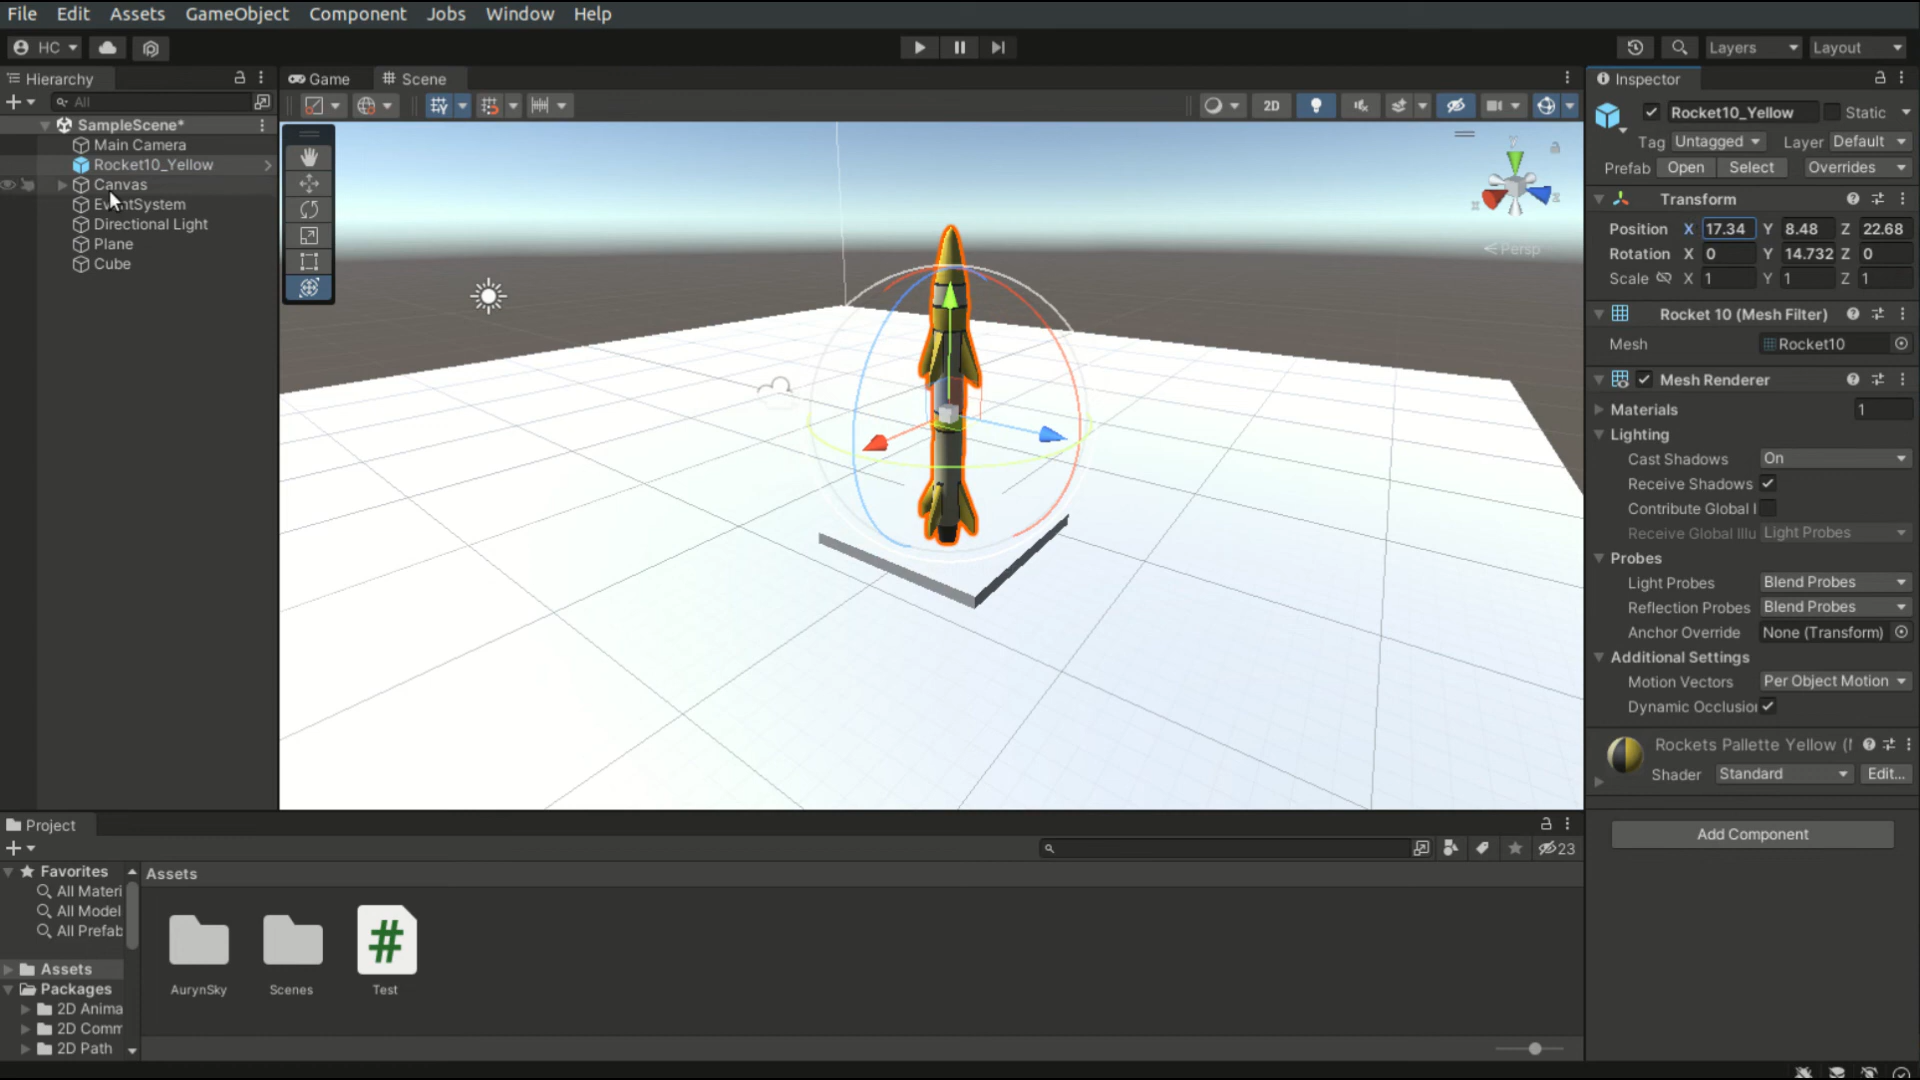 File Edit Assets GameObject Component Jobs Window Help
HC
Layers Layout
Hierarchy
Game
Scene
Inspector
All
2D
SampleScene*
Main Camera
Rocket10_Yellow
Canvas
EventSystem
Directional Light
Plane
Cube
Y
x
z
Persp
Rocket10_Yellow Static
Tag Untagged Layer Default
Prefab Open Select Overrides
Transform
Position X 17.34 Y 8.48 Z 22.68
Rotation X 0 Y 14.732 Z 0
Scale X 1 Y 1 Z 1
Rocket 10 (Mesh Filter)
Mesh Rocket10
Mesh Renderer
Materials 1
Lighting
Cast Shadows On
Receive Shadows
Contribute Global I
Receive Global Illu Light Probes
Probes
Light Probes Blend Probes
Reflection Probes Blend Probes
Anchor Override None (Transform)
Additional Settings
Motion Vectors Per Object Motion
Dynamic Occlusion
Rockets Pallette Yellow (
Shader Standard Edit...
Add Component
Project
23
Favorites
All Materi
All Model
All Prefab
Assets
Packages
2D Anima
2D Comm
2D Path
Assets
AurynSky
Scenes
#
Test